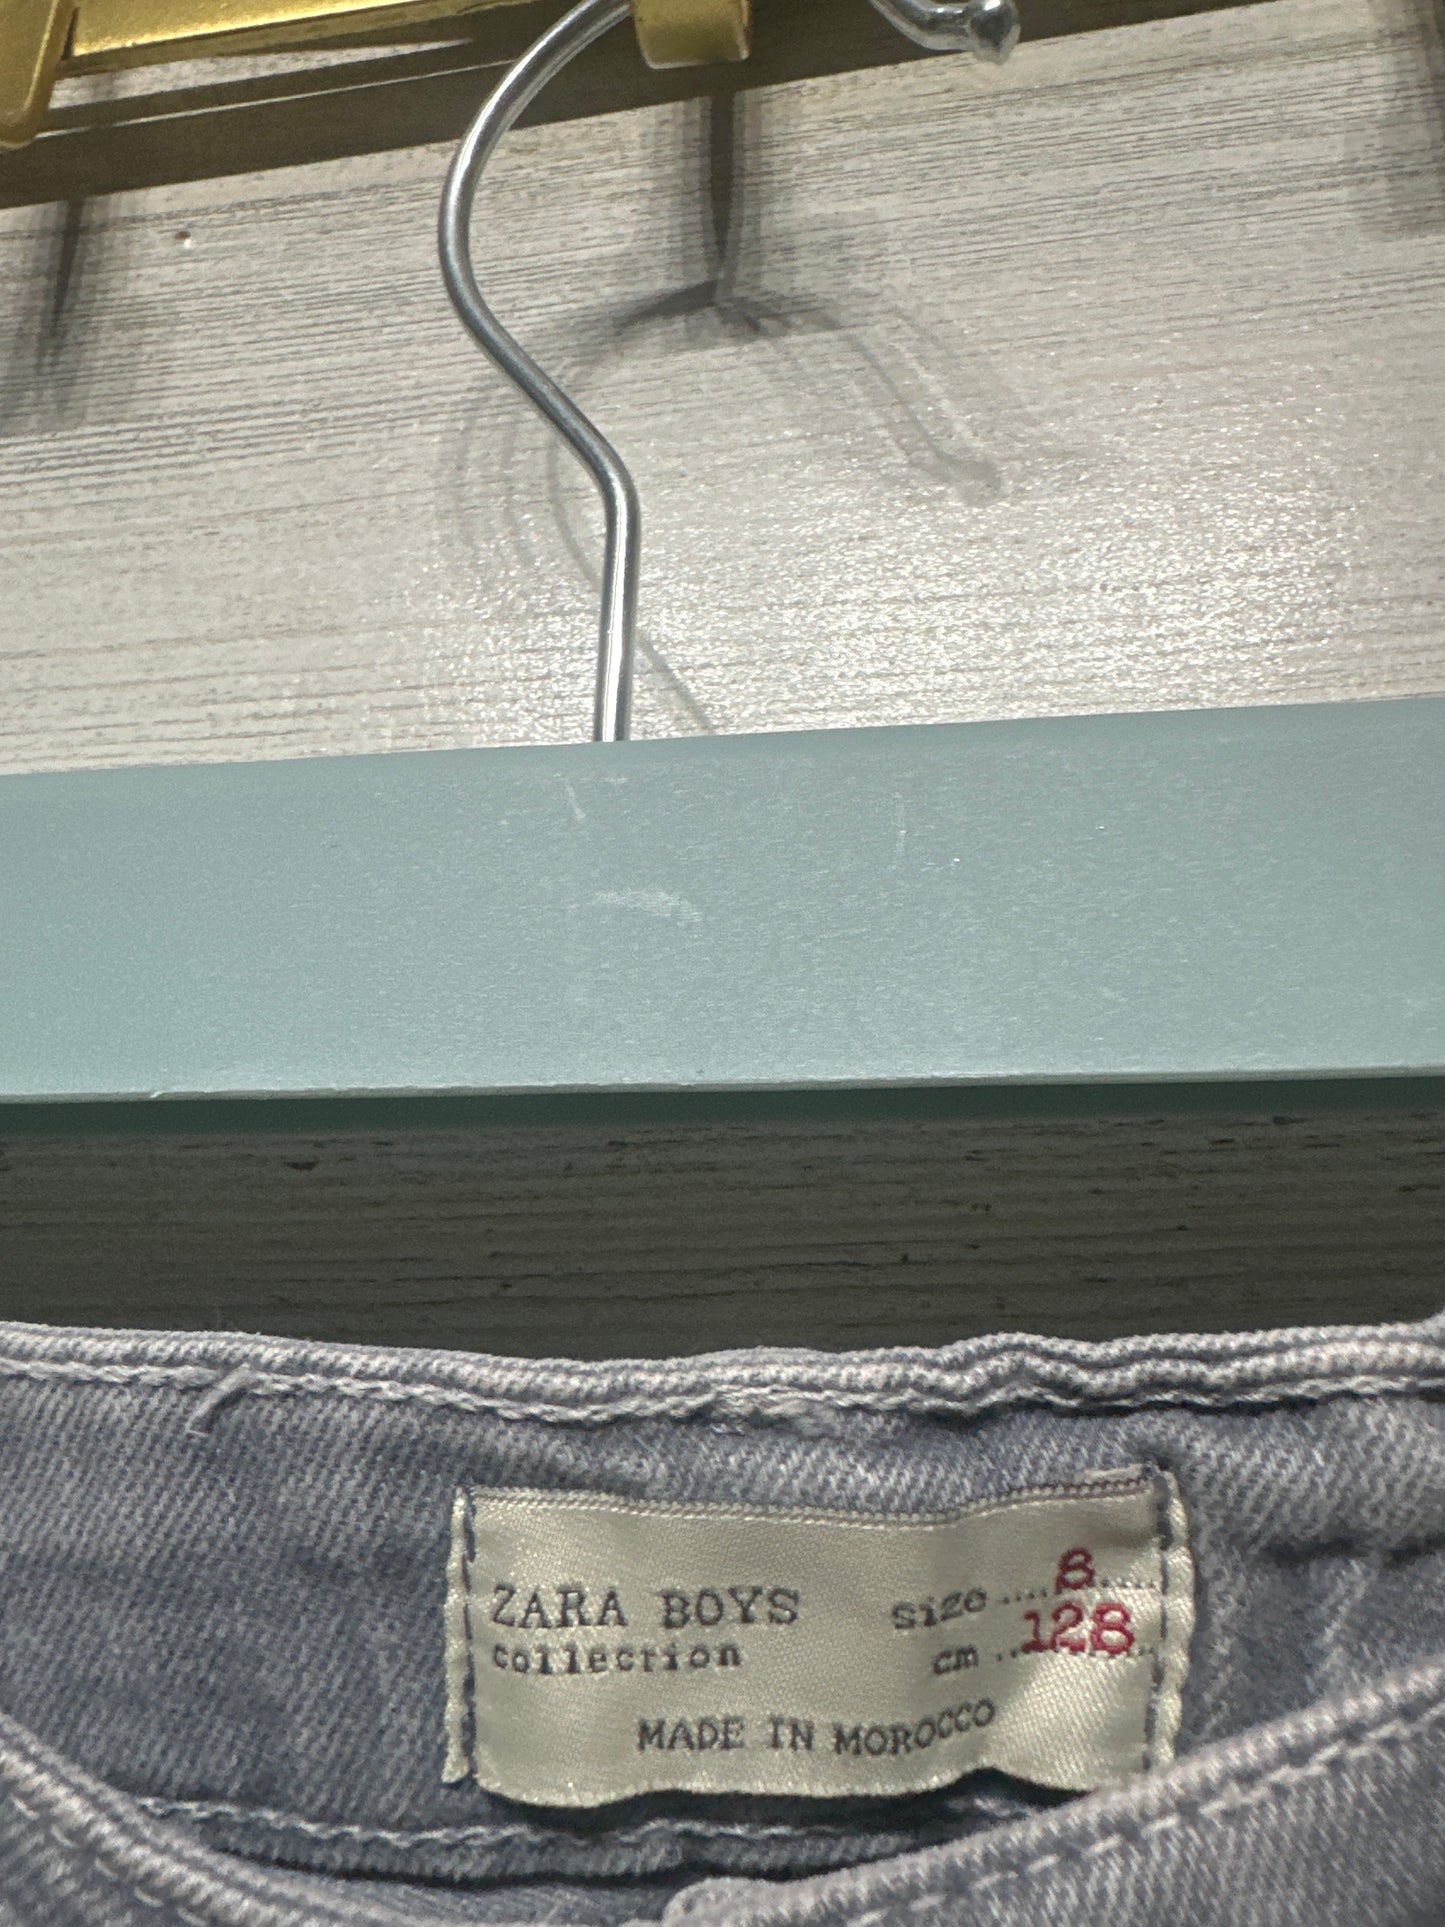 ZARA BOYS
collection
size ....8.....
cm ..128....
MADE IN MOROCCO